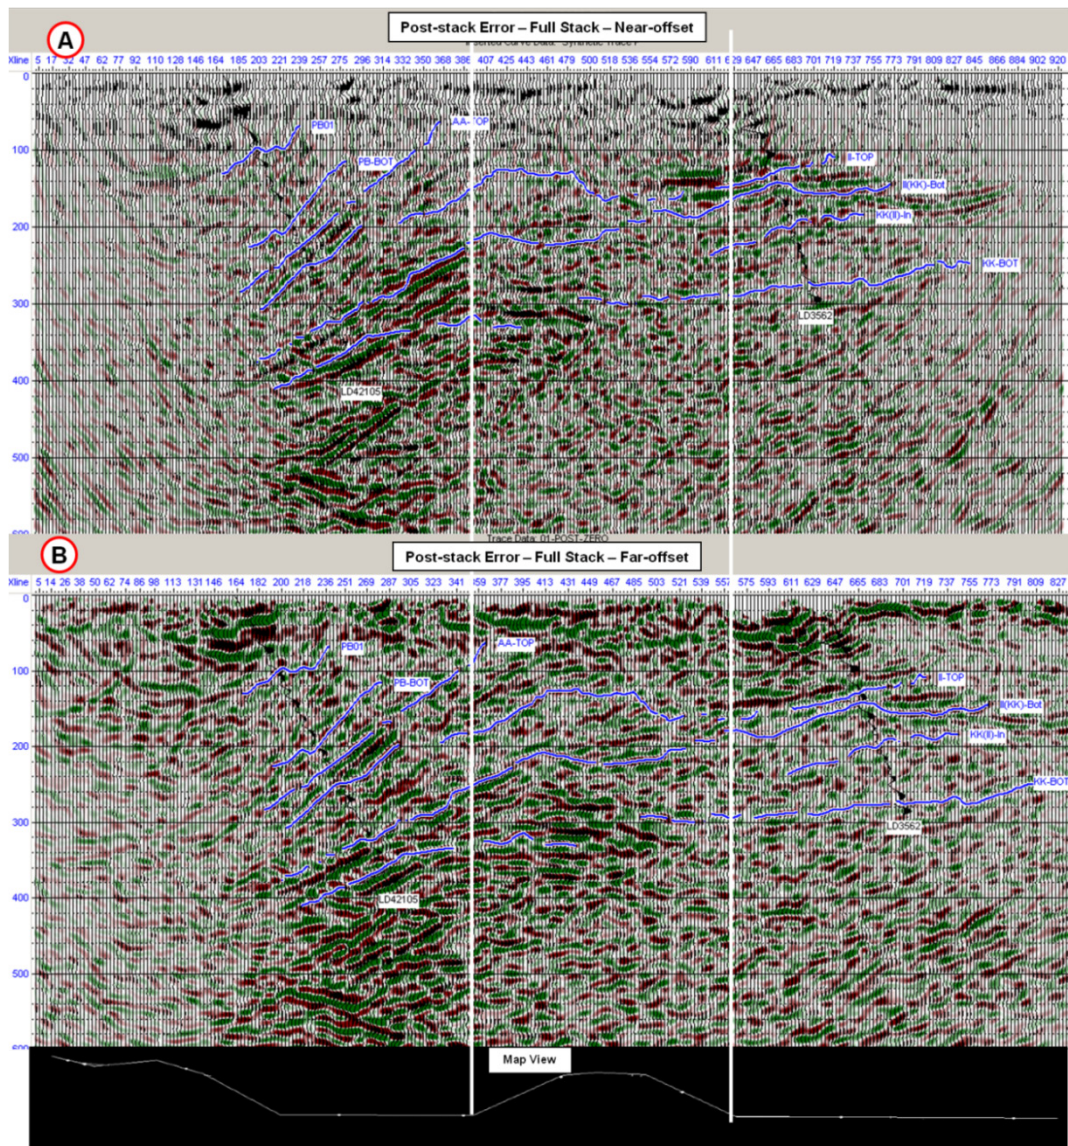 A
Post-stack Error – Full Stack – Near-offset
Xline 5 17 32 47 62 77 92 107 126 146 165 185 203 221 239 257 277 296 314 332 350 368 386 407 425 443 461 480 500 518 536 554 572 590 611 629 647 665 683 701 719 737 755 773 791 809 827 845 866 884 902 920
0
100
200
300
400
500
PB01
AA-TOP
PB-BOT
II-TOP
II(KK)-Bot
KK(II)-In
KK-BOT
LD3562
LD42105
Trace Data: 01-POST-ZERO
B
Post-stack Error – Full Stack – Far-offset
Xline 5 14 26 38 50 62 74 86 98 113 131 146 164 182 200 218 236 251 269 287 305 323 341 359 377 395 413 431 449 467 485 503 521 539 557 575 593 611 629 647 665 683 701 719 737 755 773 791 809 827
0
100
200
300
400
500
PB01
AA-TOP
PB-BOT
II-TOP
II(KK)-Bot
KK(II)-In
KK-BOT
LD3562
LD42105
Map View